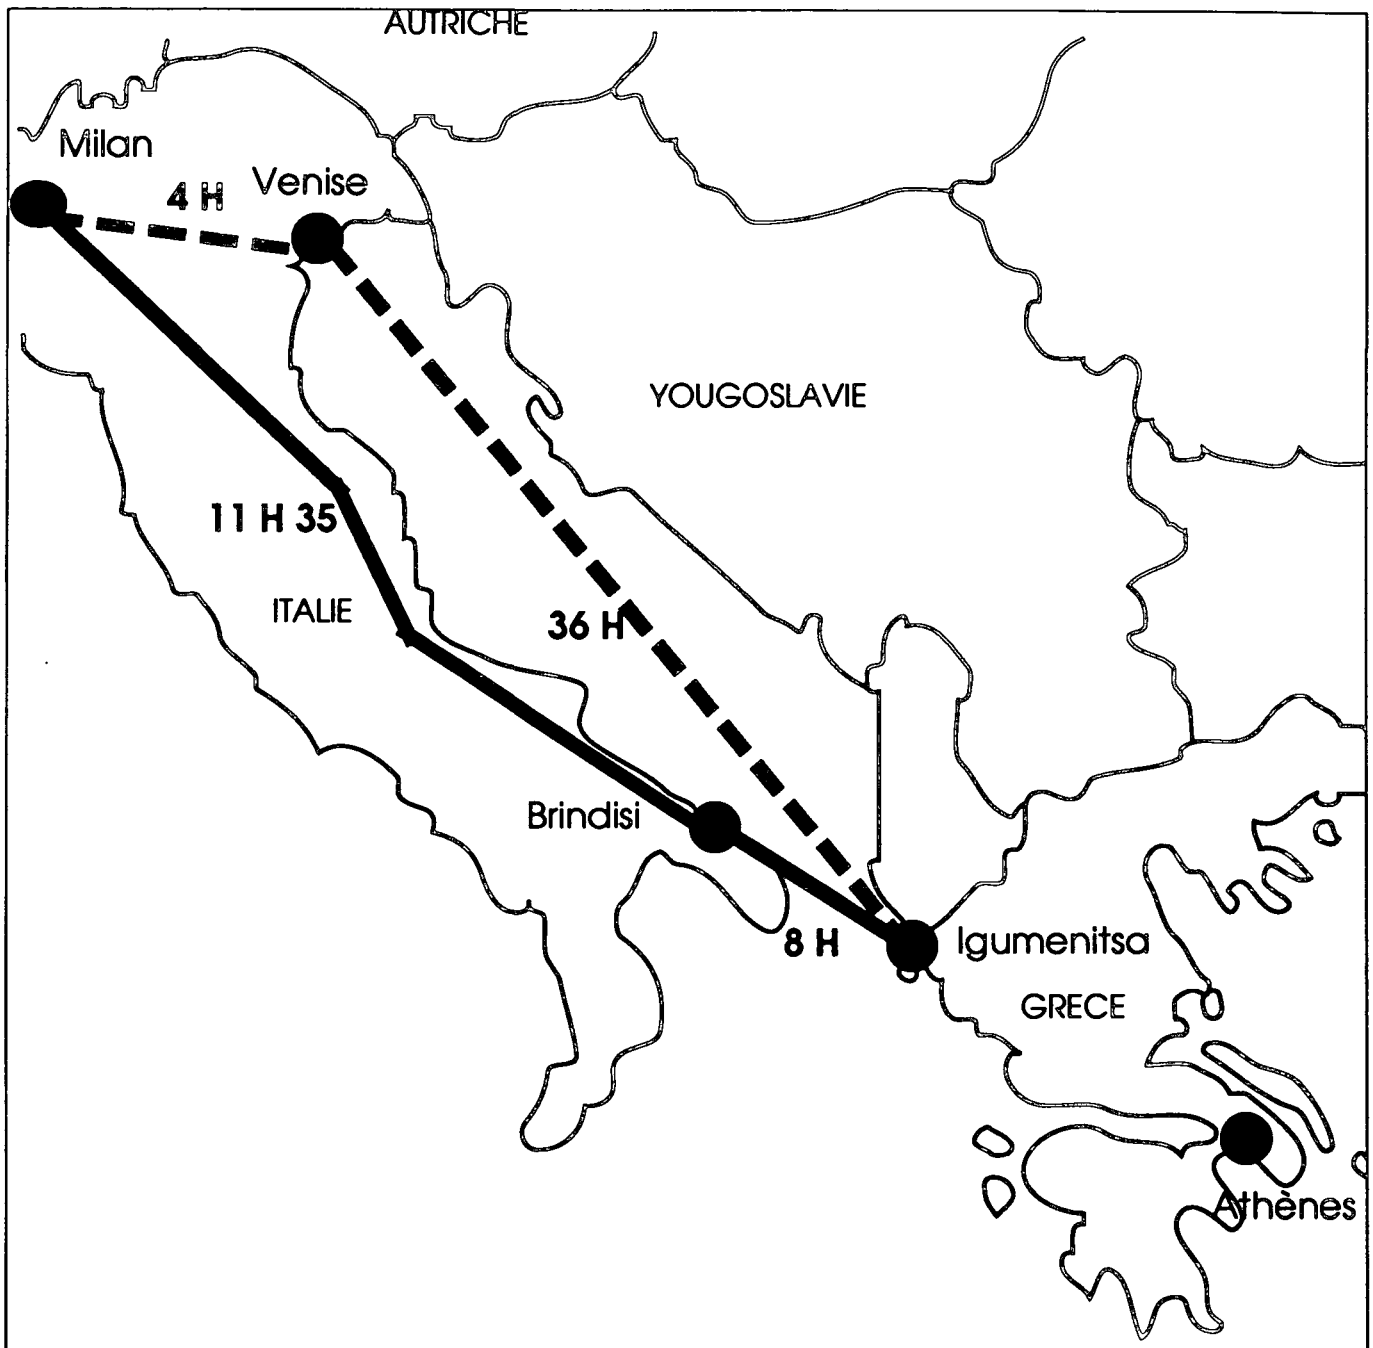 AUTRICHE
Milan
4 H
Venise
YOUGOSLAVIE
11 H 35
ITALIE
36 H
Brindisi
8 H
Igumenitsa
GRECE
Athènes